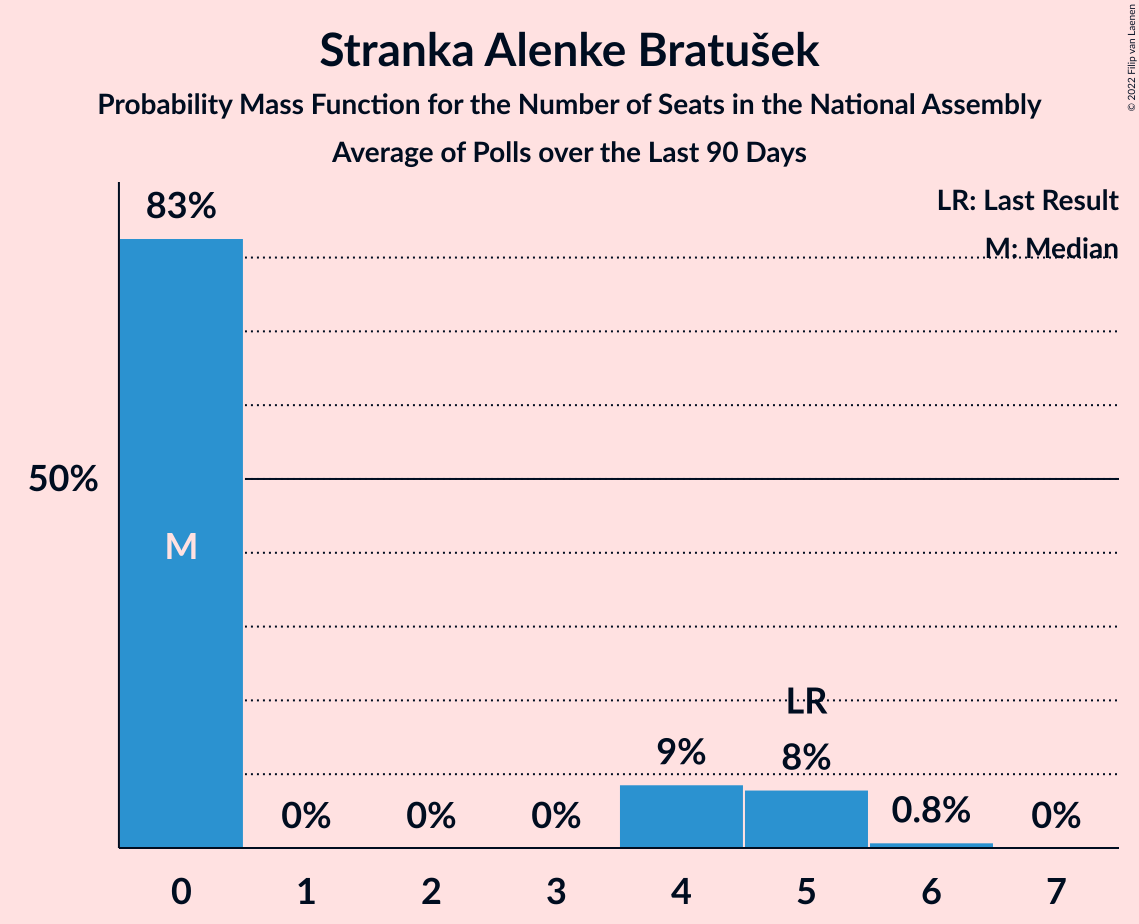 Stranka Alenke Bratušek
Probability Mass Function for the Number of Seats in the National Assembly
Average of Polls over the Last 90 Days
© 2022 Filip van Laenen
LR: Last Result
M: Median
83%
50%
M
LR
0% 0% 0% 9% 8% 0.8% 0%
0 1 2 3 4 5 6 7